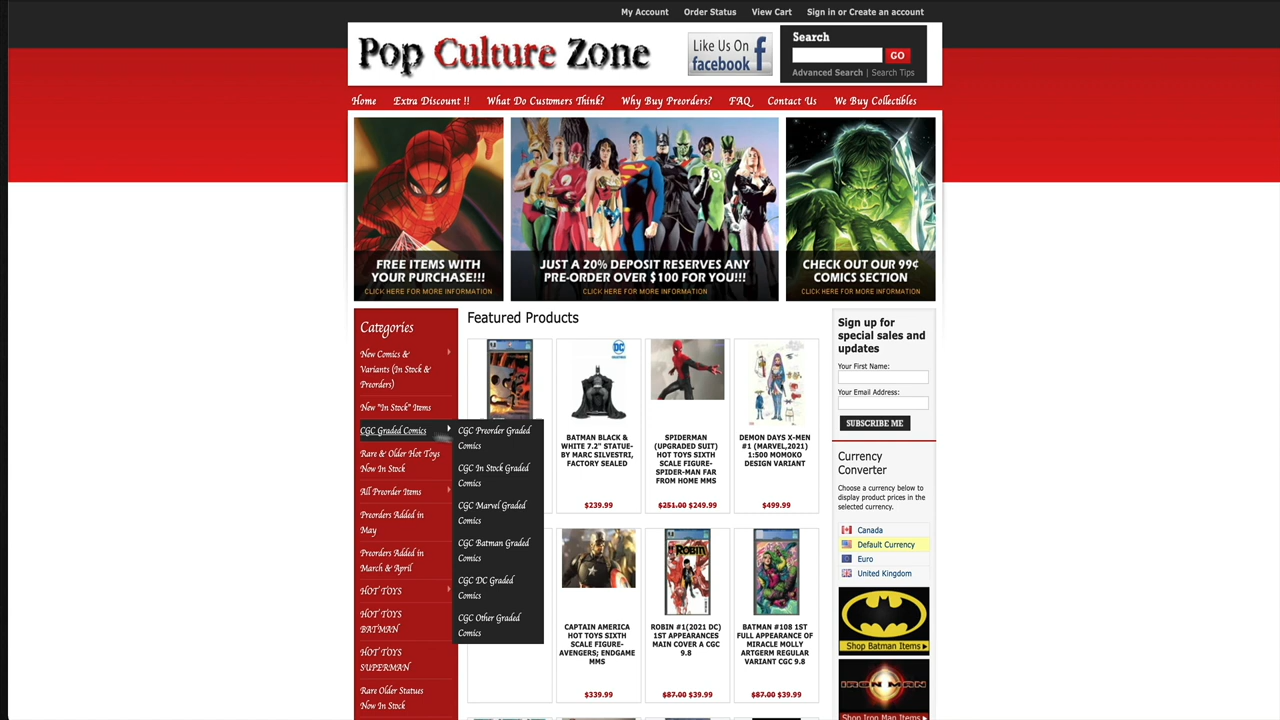 My Account Order Status View Cart Sign in or Create an account
Pop Culture Zone
Like Us On
facebook
Search
GO
Advanced Search | Search Tips
Home Extra Discount !! What Do Customers Think? Why Buy Preorders? FAQ Contact Us We Buy Collectibles
FREE ITEMS WITH
YOUR PURCHASE!!!
CLICK HERE FOR MORE INFORMATION
JUST A 20% DEPOSIT RESERVES ANY
PRE-ORDER OVER $100 FOR YOU!!!
CLICK HERE FOR MORE INFORMATION
CHECK OUT OUR 99¢
COMICS SECTION
CLICK HERE FOR MORE INFORMATION
Categories
New Comics &
Variants (In Stock &
Preorders)
New "In Stock" Items
CGC Graded Comics
Rare & Older Hot Toys
Now In Stock
All Preorder Items
Preorders Added in
May
Preorders Added in
March & April
HOT TOYS
HOT TOYS
BATMAN
HOT TOYS
SUPERMAN
Rare Older Statues
Now In Stock
CGC Preorder Graded
Comics
CGC In Stock Graded
Comics
CGC Marvel Graded
Comics
CGC Batman Graded
Comics
CGC DC Graded
Comics
CGC Other Graded
Comics
Featured Products
DC
BATMAN BLACK &
WHITE 7.2" STATUE-
BY MARC SILVESTRI,
FACTORY SEALED
$239.99
SPIDERMAN
(UPGRADED SUIT)
HOT TOYS SIXTH
SCALE FIGURE-
SPIDER-MAN FAR
FROM HOME MMS
$251.00 $249.99
DEMON DAYS X-MEN
#1 (MARVEL,2021)
1:500 MOMOKO
DESIGN VARIANT
$499.99
CAPTAIN AMERICA
HOT TOYS SIXTH
SCALE FIGURE-
AVENGERS; ENDGAME
MMS
$339.99
ROBIN
ROBIN #1(2021 DC)
1ST APPEARANCES
MAIN COVER A CGC
9.8
$87.00 $39.99
BATMAN #108 1ST
FULL APPEARANCE OF
MIRACLE MOLLY
ARTGERM REGULAR
VARIANT CGC 9.8
$87.00 $39.99
Sign up for
special sales and
updates
Your First Name:
Your Email Address:
SUBSCRIBE ME
Currency
Converter
Choose a currency below to
display product prices in the
selected currency.
Canada
Default Currency
Euro
United Kingdom
Shop Batman Items
IRON MAN
Shop Iron Man Items